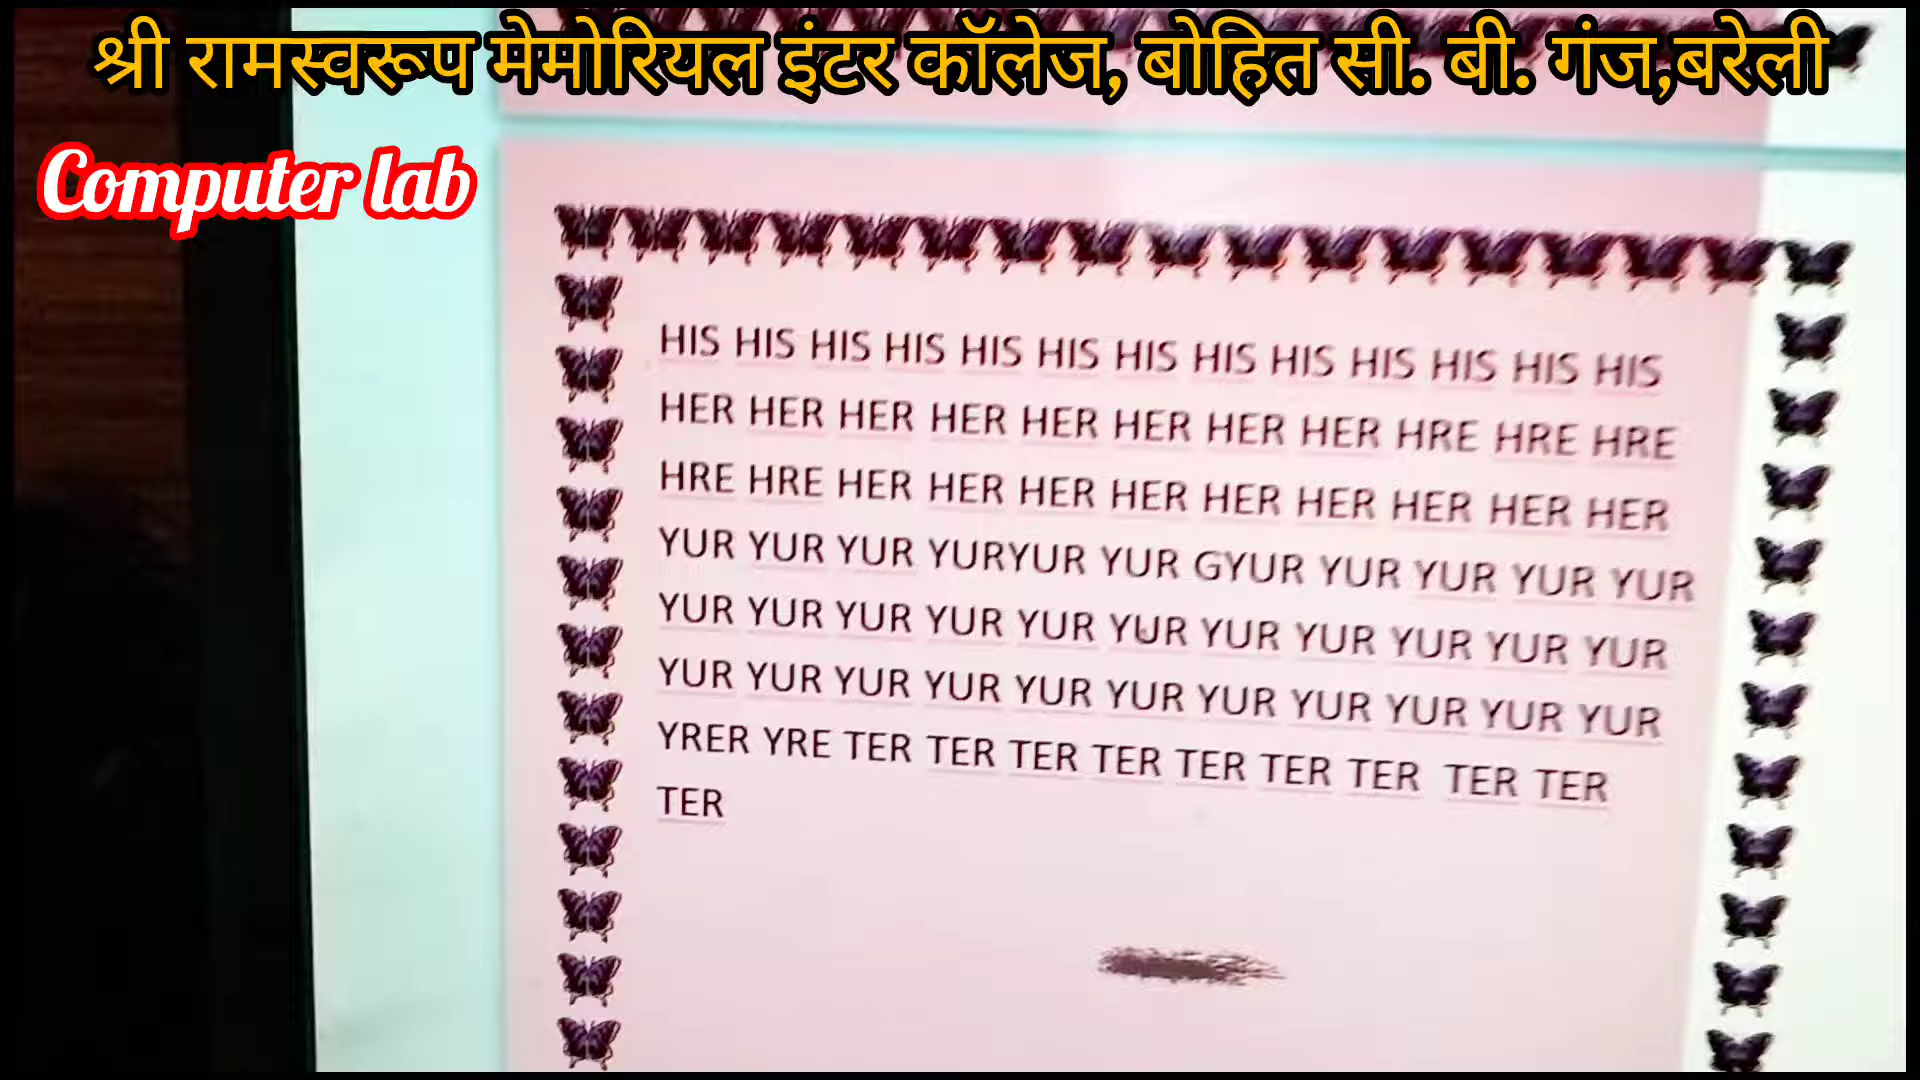 श्री रामस्वरूप मेमोरियल इंटर कॉलेज, बोहित सी. बी. गंज,बरेली
Computer lab
HIS HIS HIS HIS HIS HIS HIS HIS HIS HIS HIS HIS HIS
HER HER HER HER HER HER HER HER HRE HRE HRE
HRE HRE HER HER HER HER HER HER HER HER HER
YUR YUR YUR YURYUR YUR GYUR YUR YUR YUR YUR
YUR YUR YUR YUR YUR YUR YUR YUR YUR YUR YUR
YUR YUR YUR YUR YUR YUR YUR YUR YUR YUR YUR
YRER YRE TER TER TER TER TER TER TER TER TER
TER